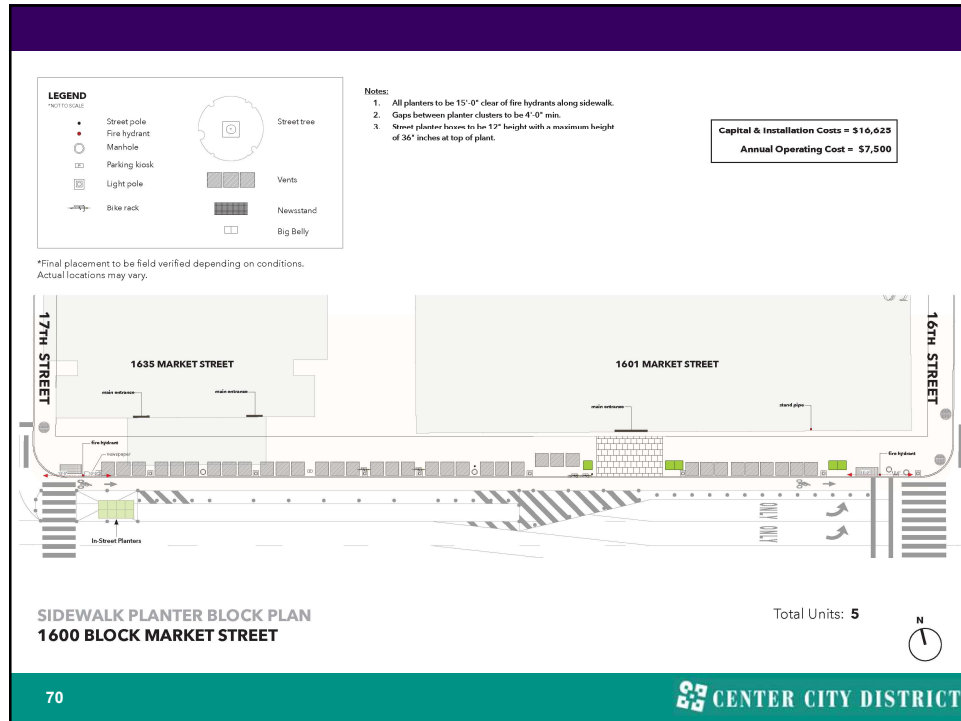 LEGEND
*NOT TO SCALE
Street pole
Fire hydrant
Manhole
Parking kiosk
Light pole
Bike rack
Street tree
Vents
Newsstand
Big Belly
*Final placement to be field verified depending on conditions.
Actual locations may vary.
Notes:
1. All planters to be 15'-0" clear of fire hydrants along sidewalk.
2. Gaps between planter clusters to be 4'-0" min.
3. Street planter boxes to be 12" height with a maximum height
of 36" inches at top of plant.
Capital & Installation Costs = $16,625
Annual Operating Cost = $7,500
17TH STREET
1635 MARKET STREET
main entrance
main entrance
fire hydrant
newspaper
1601 MARKET STREET
main entrance
stand pipe
16TH STREET
fire hydrant
In-Street Planters
ONLY
ONLY
SIDEWALK PLANTER BLOCK PLAN
1600 BLOCK MARKET STREET
Total Units: 5
N
70
CENTER CITY DISTRICT